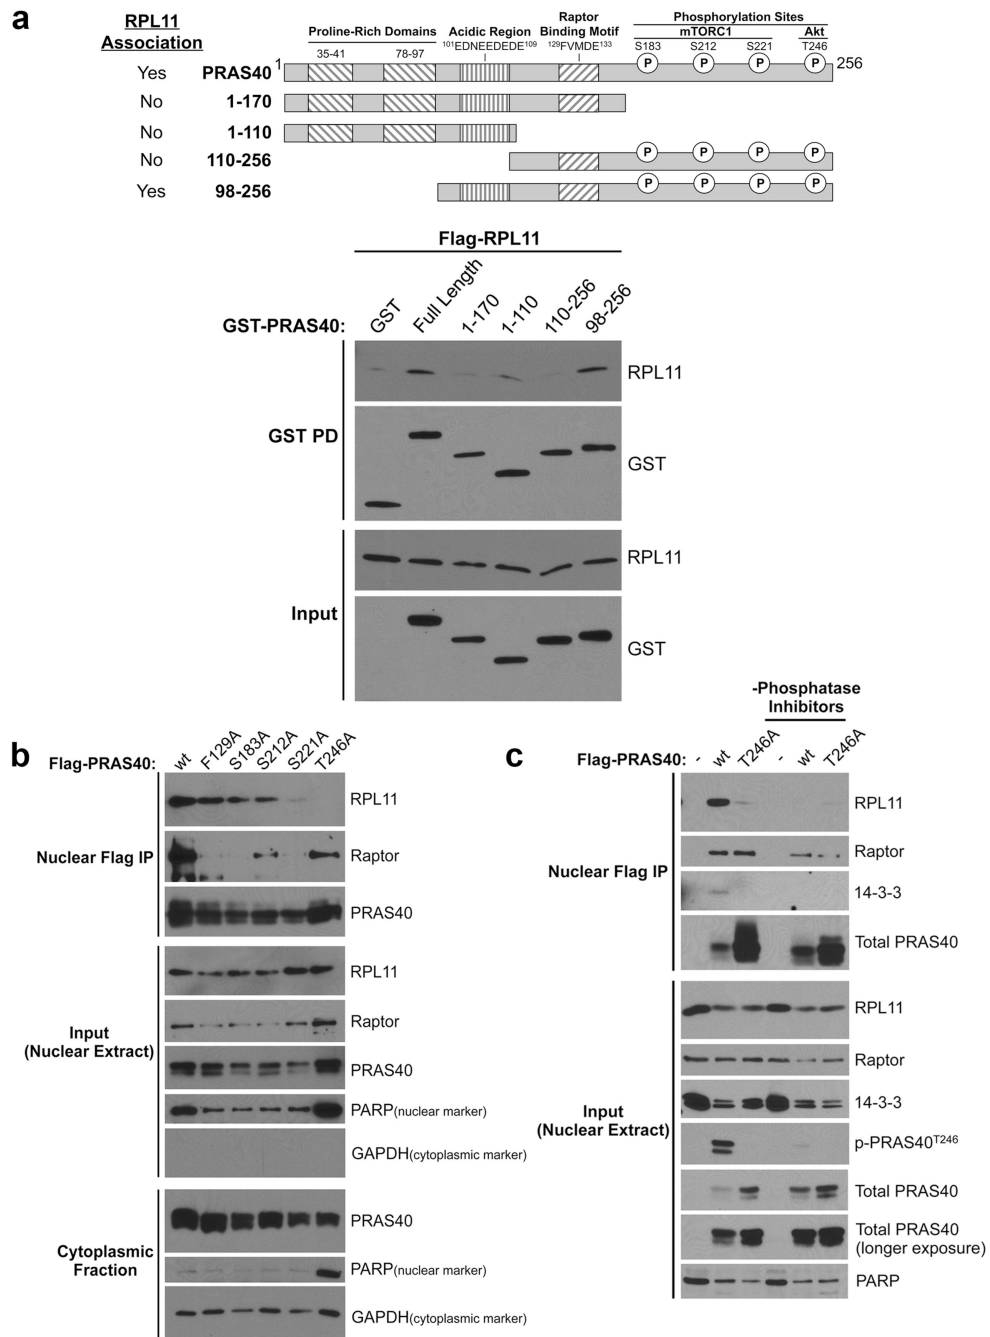 a
RPL11
Association
Proline-Rich Domains
35-41 78-97
Acidic Region
¹⁰¹EDNEEDEDE¹⁰⁹
Raptor
Binding Motif
¹²⁹FVMDE¹³³
Phosphorylation Sites
mTORC1 Akt
S183 S212 S221 T246
Yes PRAS40 1 P P P P 256
No 1-170
No 1-110
No 110-256 P P P P
Yes 98-256 P P P P
Flag-RPL11
GST-PRAS40: GST Full Length 1-170 1-110 110-256 98-256
GST PD
RPL11
GST
Input
RPL11
GST
b
Flag-PRAS40: wt F129A S183A S212A S221A T246A
Nuclear Flag IP
RPL11
Raptor
PRAS40
Input
(Nuclear Extract)
RPL11
Raptor
PRAS40
PARP(nuclear marker)
GAPDH(cytoplasmic marker)
Cytoplasmic
Fraction
PRAS40
PARP(nuclear marker)
GAPDH(cytoplasmic marker)
c
-Phosphatase
Inhibitors
Flag-PRAS40: - wt T246A - wt T246A
Nuclear Flag IP
RPL11
Raptor
14-3-3
Total PRAS40
Input
(Nuclear Extract)
RPL11
Raptor
14-3-3
p-PRAS40ᵀ²⁴⁶
Total PRAS40
Total PRAS40
(longer exposure)
PARP